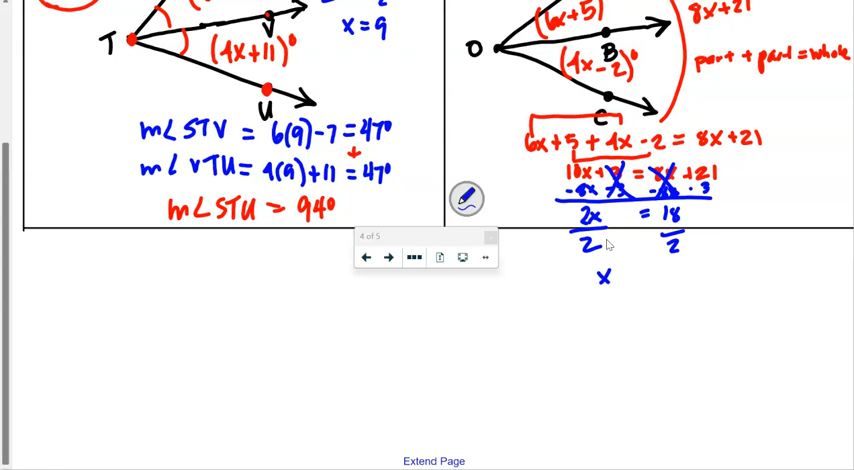 x = 9
T
V
(4x+11)°
U
m∠STV = 6(9)-7 = 47°
+
m∠VTU = 4(9)+11 = 47°
m∠STU = 94°
(6x+5)
8x+21
O
B
(4x-2)°
C
part + part = whole
6x+5 + 4x-2 = 8x+21
10x+3 = 8x+21
-8x -3 -8x -3
2x = 18
2 2
x
4 of 5
Extend Page